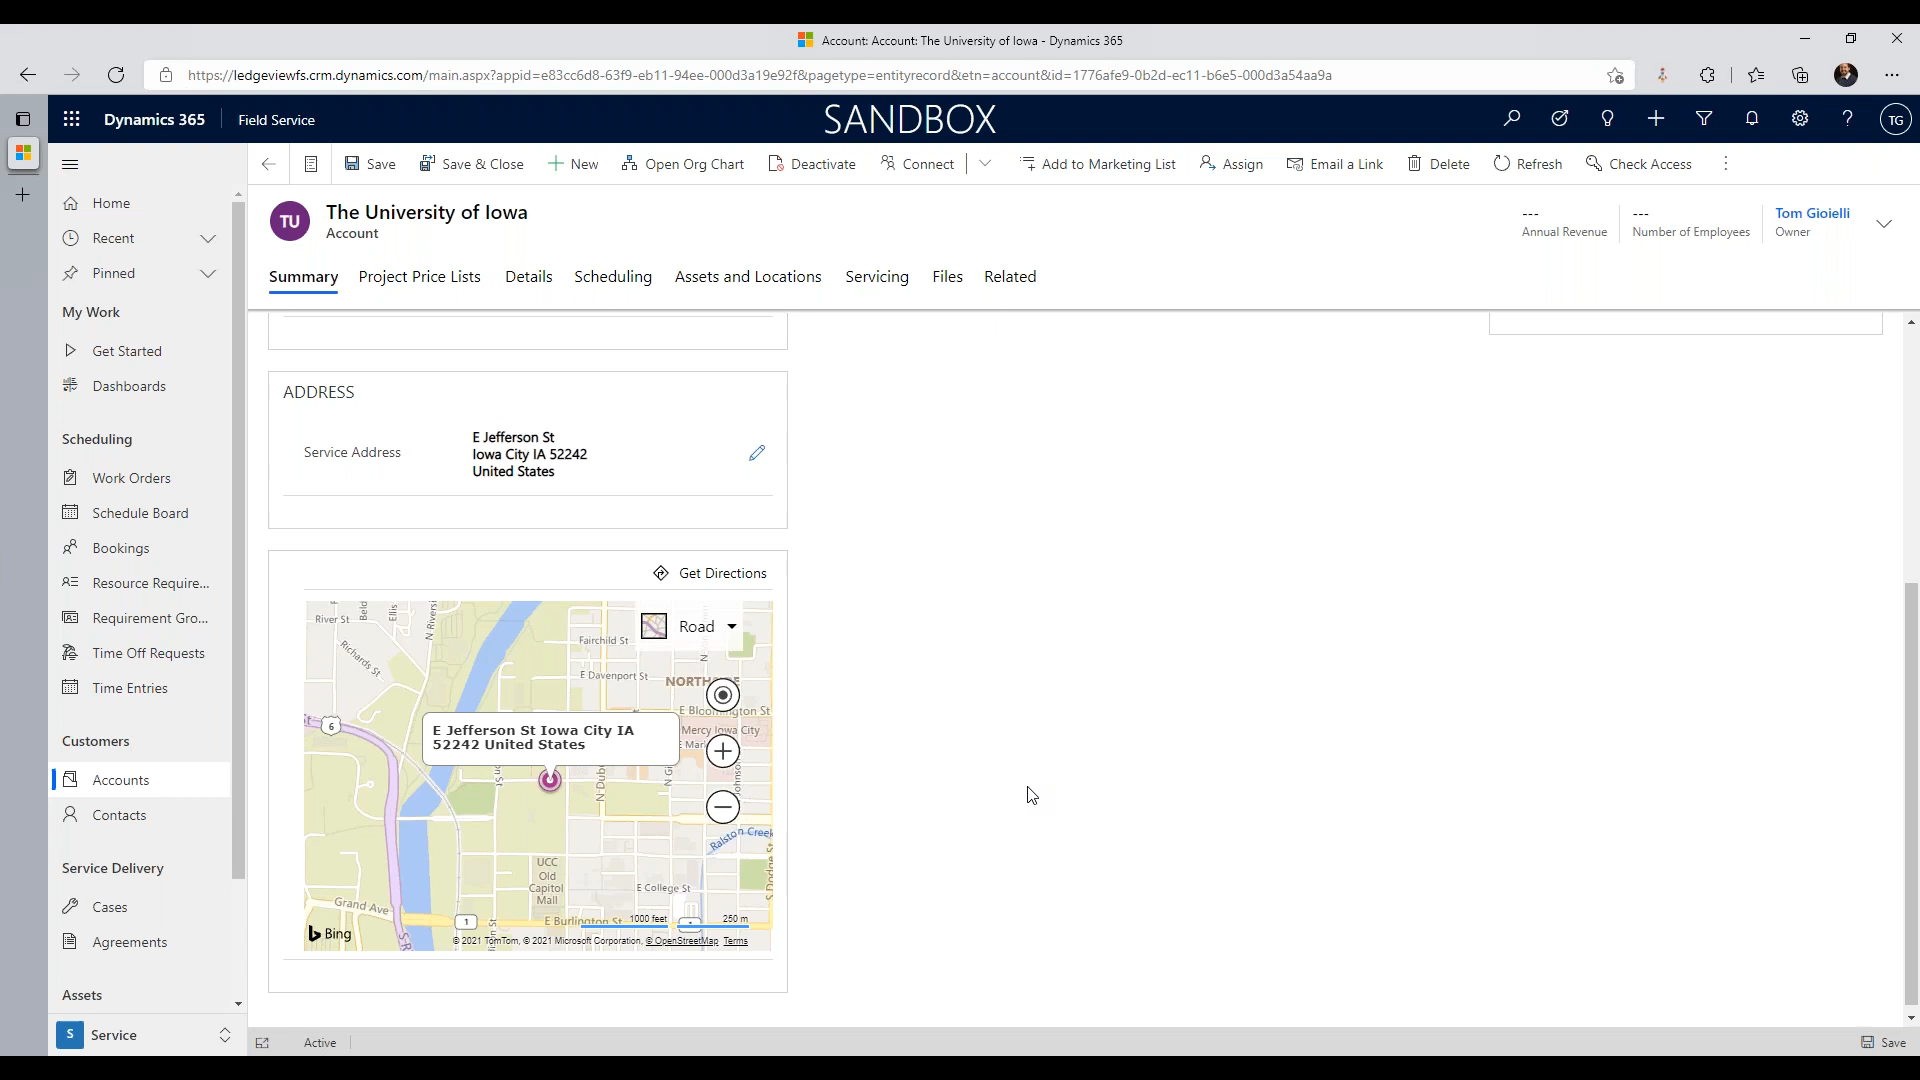 Account: Account: The University of Iowa - Dynamics 365
https://ledgeviewfs.crm.dynamics.com/main.aspx?appid=e83cc6d8-63f9-eb11-94ee-000d3a19e92f&pagetype=entityrecord&etn=account&id=1776afe9-0b2d-ec11-b6e5-000d3a54aa9a
Dynamics 365
Field Service
SANDBOX
TG
Save
Save & Close
New
Open Org Chart
Deactivate
Connect
Add to Marketing List
Assign
Email a Link
Delete
Refresh
Check Access
Home
Recent
Pinned
My Work
Get Started
Dashboards
Scheduling
Work Orders
Schedule Board
Bookings
Resource Require...
Requirement Gro...
Time Off Requests
Time Entries
Customers
Accounts
Contacts
Service Delivery
Cases
Agreements
Assets
S Service
TU
The University of Iowa
Account
---
Annual Revenue
---
Number of Employees
Tom Gioielli
Owner
Summary
Project Price Lists
Details
Scheduling
Assets and Locations
Servicing
Files
Related
ADDRESS
Service Address
E Jefferson St
Iowa City IA 52242
United States
Get Directions
Road
River St
Richards St
Fairchild St
E Davenport St
E Bloomington St
Mercy Iowa City
6
E Jefferson St Iowa City IA
52242 United States
Ralston Creek
UCC
Old
Capitol
Mall
E College St
Grand Ave
1
E Burlington St
1000 feet
250 m
Bing
© 2021 TomTom, © 2021 Microsoft Corporation, © OpenStreetMap Terms
Active
Save